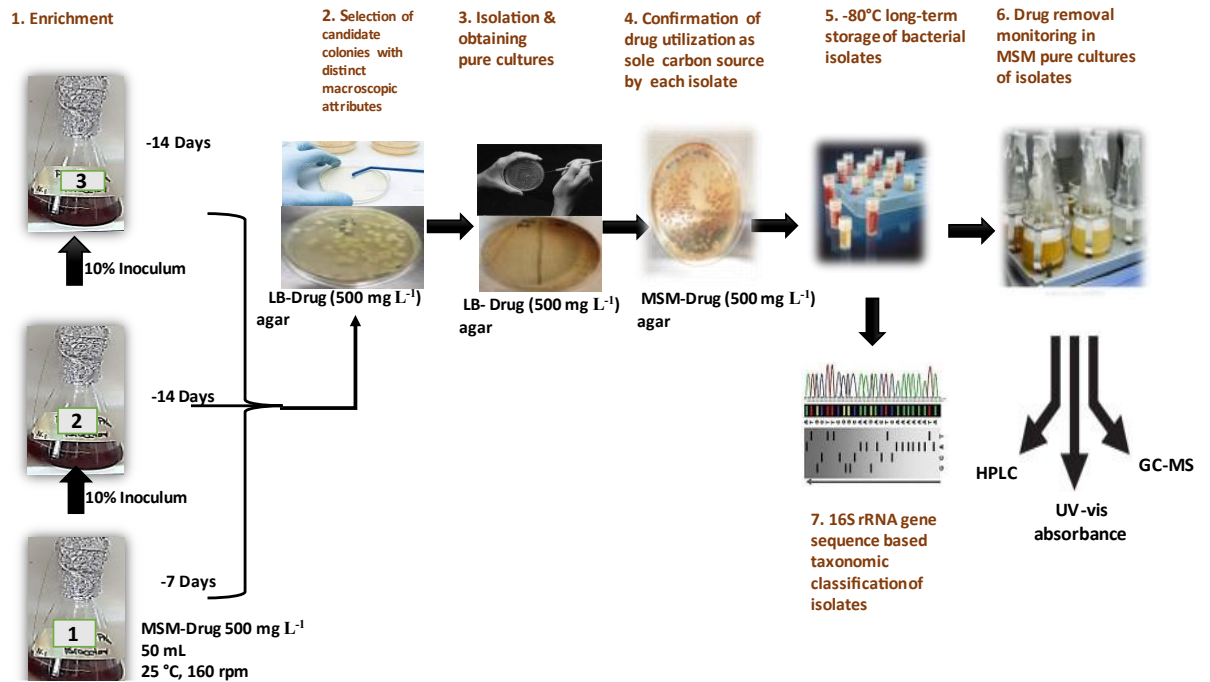 1. Enrichment
-14 Days
3
10% Inoculum
-14 Days
2
10% Inoculum
-7 Days
1
MSM-Drug 500 mg L-1
50 mL
25 °C, 160 rpm
2. Selection of
candidate
colonies with
distinct
macroscopic
attributes
LB-Drug (500 mg L-1)
agar
3. Isolation &
obtaining
pure cultures
LB- Drug (500 mg L-1)
agar
4. Confirmation of
drug utilization as
sole carbon source
by each isolate
MSM-Drug (500 mg L-1)
agar
5. -80°C long-term
storage of bacterial
isolates
6. Drug removal
monitoring in
MSM pure cultures
of isolates
7. 16S rRNA gene
sequence based
taxonomic
classification of
isolates
HPLC
UV-vis
absorbance
GC-MS